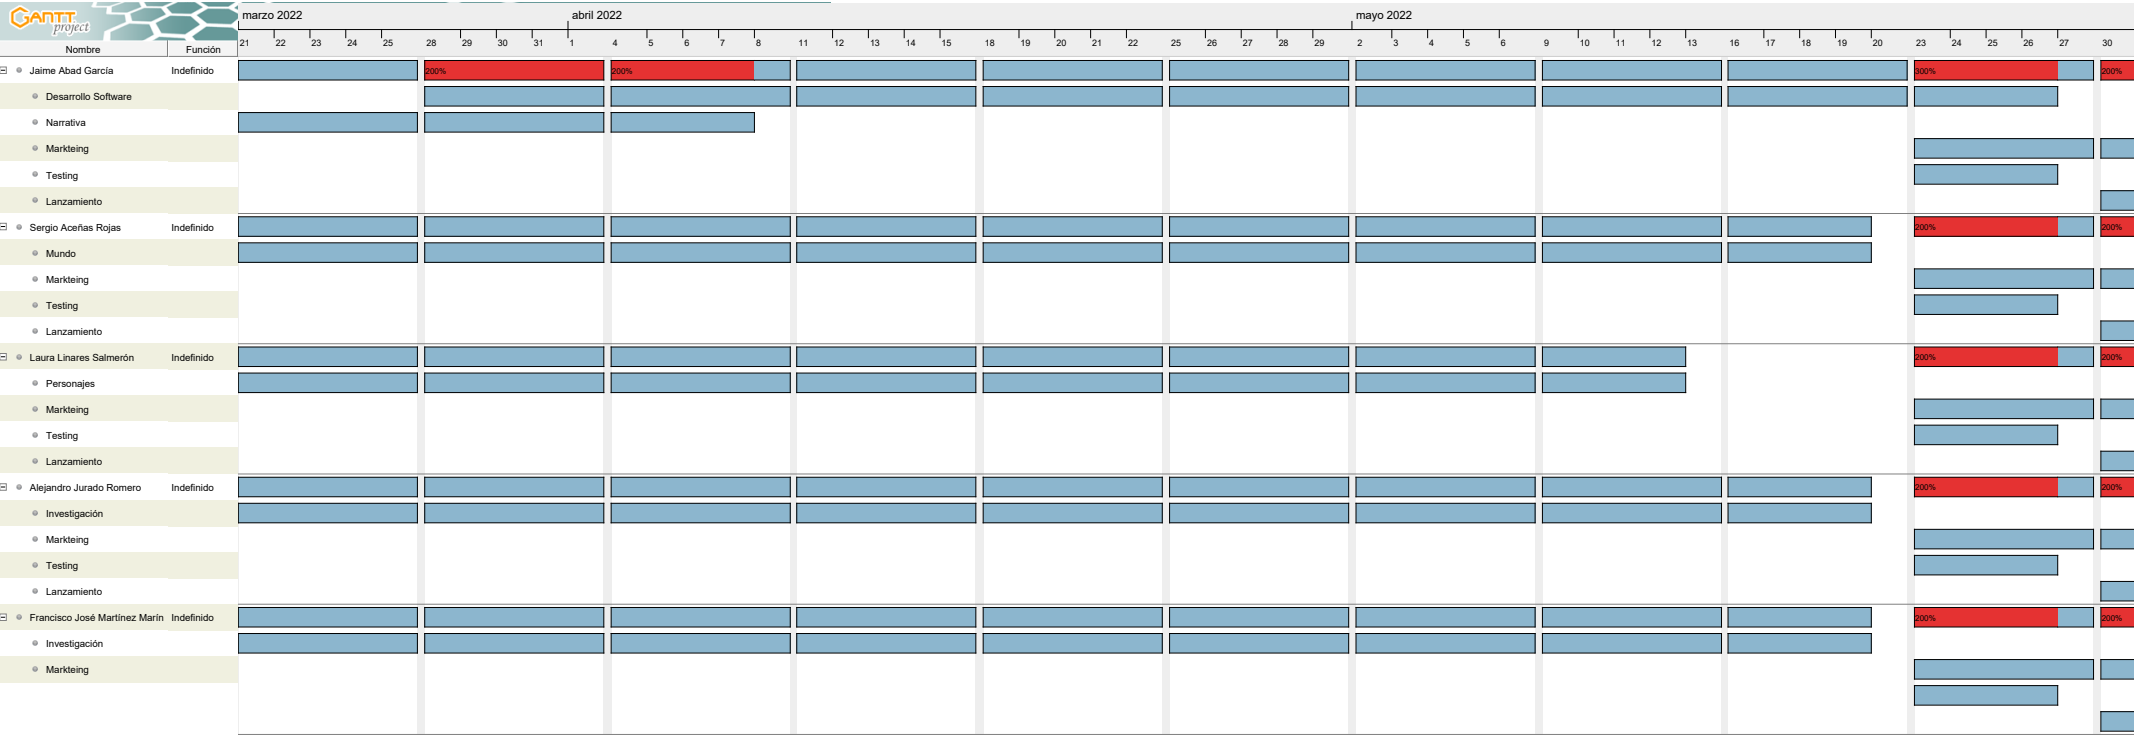 GANTT project
marzo 2022 abril 2022 mayo 2022
Nombre Función
21 22 23 24 25 28 29 30 31 1 4 5 6 7 8 11 12 13 14 15 18 19 20 21 22 25 26 27 28 29 2 3 4 5 6 9 10 11 12 13 16 17 18 19 20 23 24 25 26 27 30
Jaime Abad García Indefinido 200% 200% 300% 200%
Desarrollo Software
Narrativa
Markteing
Testing
Lanzamiento
Sergio Aceñas Rojas Indefinido 200% 200%
Mundo
Markteing
Testing
Lanzamiento
Laura Linares Salmerón Indefinido 200% 200%
Personajes
Markteing
Testing
Lanzamiento
Alejandro Jurado Romero Indefinido 200% 200%
Investigación
Markteing
Testing
Lanzamiento
Francisco José Martínez Marín Indefinido 200% 200%
Investigación
Markteing